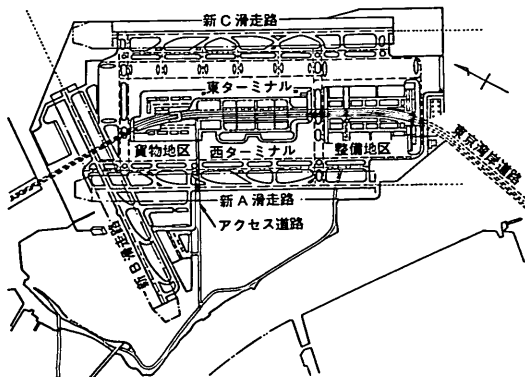 新C滑走路
東ターミナル
貨物地区
西ターミナル
整備地区
東京湾岸道路
新A滑走路
アクセス道路
新B滑走路